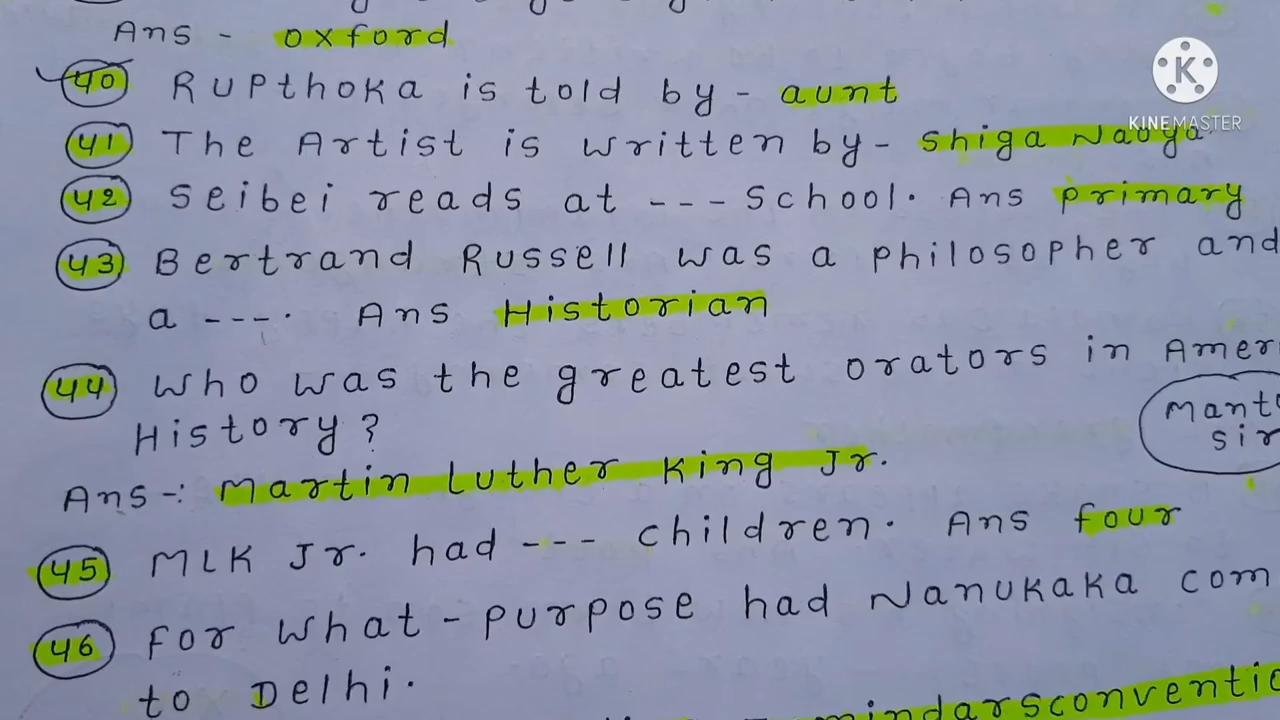 Ans - oxford
40 Rupthoka is told by - aunt
41 The Artist is written by - Shiga Naoya
42 Seibei reads at --- School. Ans primary
43 Bertrand Russell was a philosopher and
a ---. Ans Historian
44 Who was the greatest orators in Amer
History?
Mant
sir
Ans -: Martin Luther King Jr.
45 MLK Jr. had --- children. Ans four
46 For what - purpose had Nanukaka com
to Delhi.
KINEMASTER